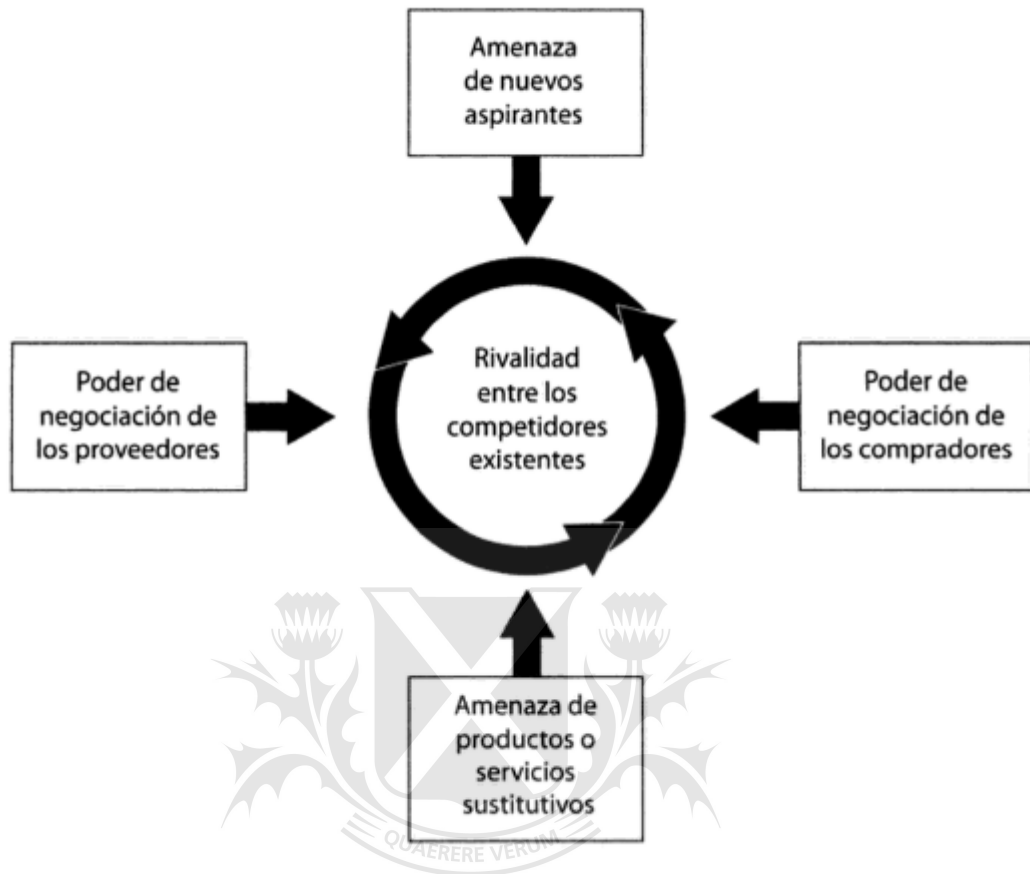 Amenaza
de nuevos
aspirantes
Poder de
negociación de
los proveedores
Rivalidad
entre los
competidores
existentes
Poder de
negociación de
los compradores
Amenaza de
productos o
servicios
sustitutivos
QUAERERE VERUM